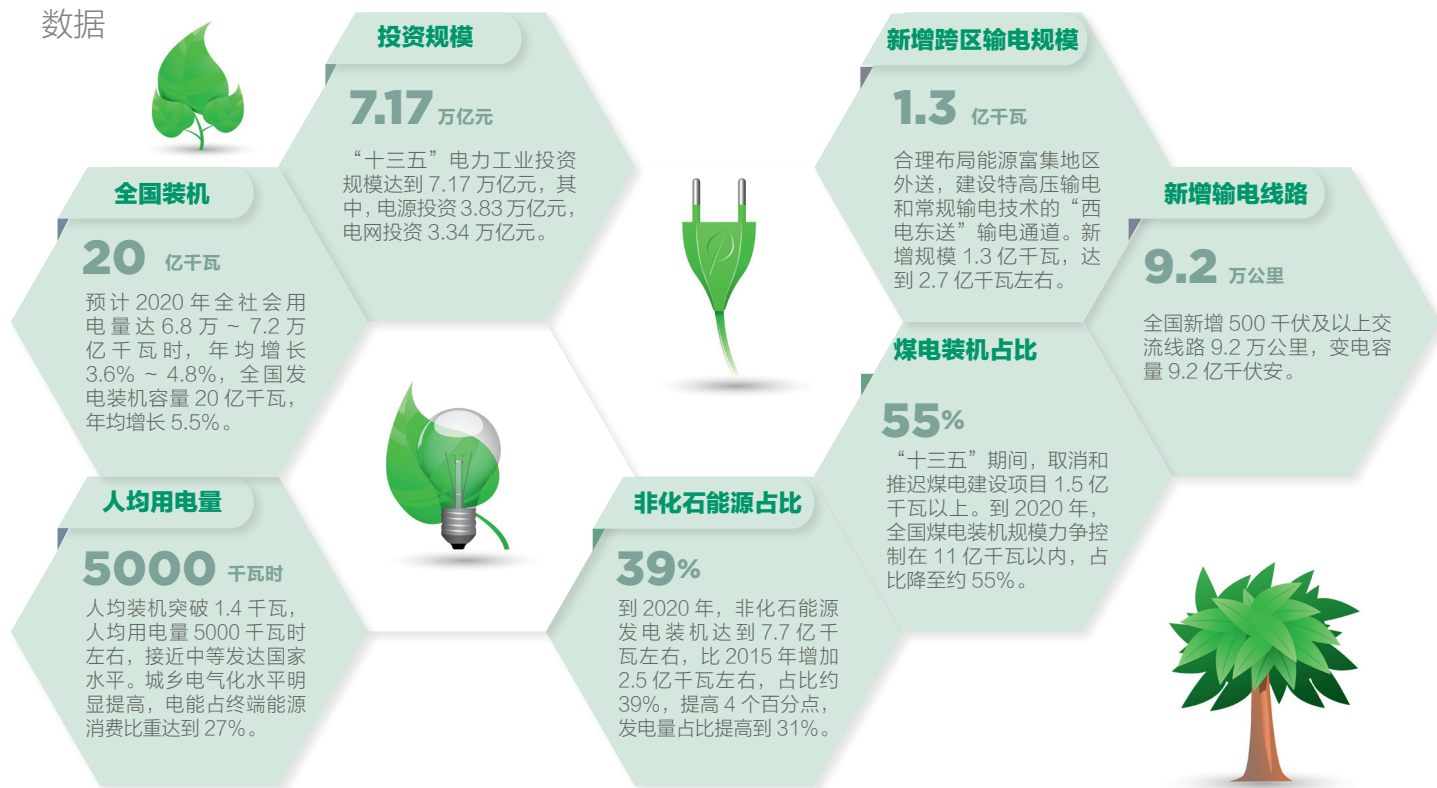 数据
投资规模
7.17 万亿元
“十三五”电力工业投资
规模达到 7.17 万亿元，其
中，电源投资 3.83 万亿元，
电网投资 3.34 万亿元。
全国装机
20 亿千瓦
预计 2020 年全社会用
电量达 6.8 万 ~ 7.2 万
亿千瓦时，年均增长
3.6% ~ 4.8%，全国发
电装机容量 20 亿千瓦，
年均增长 5.5%。
人均用电量
5000 千瓦时
人均装机突破 1.4 千瓦，
人均用电量 5000 千瓦时
左右，接近中等发达国家
水平。城乡电气化水平明
显提高，电能占终端能源
消费比重达到 27%。
新增跨区输电规模
1.3 亿千瓦
合理布局能源富集地区
外送，建设特高压输电
和常规输电技术的“西
电东送”输电通道。新
增规模 1.3 亿千瓦，达
到 2.7 亿千瓦左右。
新增输电线路
9.2 万公里
全国新增 500 千伏及以上交
流线路 9.2 万公里，变电容
量 9.2 亿千伏安。
煤电装机占比
55%
“十三五”期间，取消和
推迟煤电建设项目 1.5 亿
千瓦以上。到 2020 年，
全国煤电装机规模力争控
制在 11 亿千瓦以内，占
比降至约 55%。
非化石能源占比
39%
到 2020 年，非化石能源
发电装机达到 7.7 亿千
瓦左右，比 2015 年增加
2.5 亿千瓦左右，占比约
39%，提高 4 个百分点，
发电量占比提高到 31%。